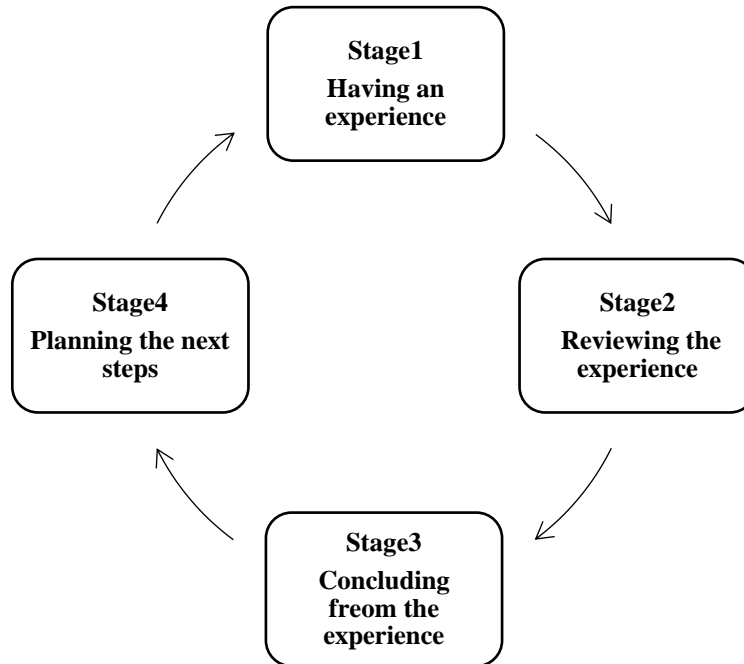 Stage1
Having an
experience
Stage2
Reviewing the
experience
Stage3
Concluding
freom the
experience
Stage4
Planning the next
steps